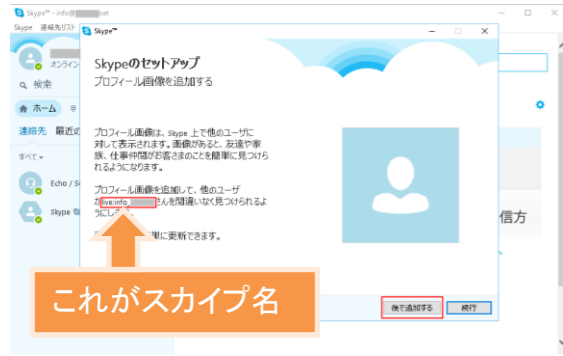 Skype™ - info@ net
Skype 連絡先リスト
Skype™
オンライン
検索
ホーム
連絡先 最近の
すべて
Echo / S
Skype
Skypeのセットアップ
プロフィール画像を追加する
プロフィール画像は、Skype 上で他のユーザに
対して表示されます。画像があると、友達や家
族、仕事仲間がお客さまのことを簡単に見つけら
れるようになります。
プロフィール画像を追加して、他のユーザ
がlive:info_ さんを間違いなく見つけられるよ
うにし
単に更新できます。
信方
これがスカイプ名
後で追加する
続行